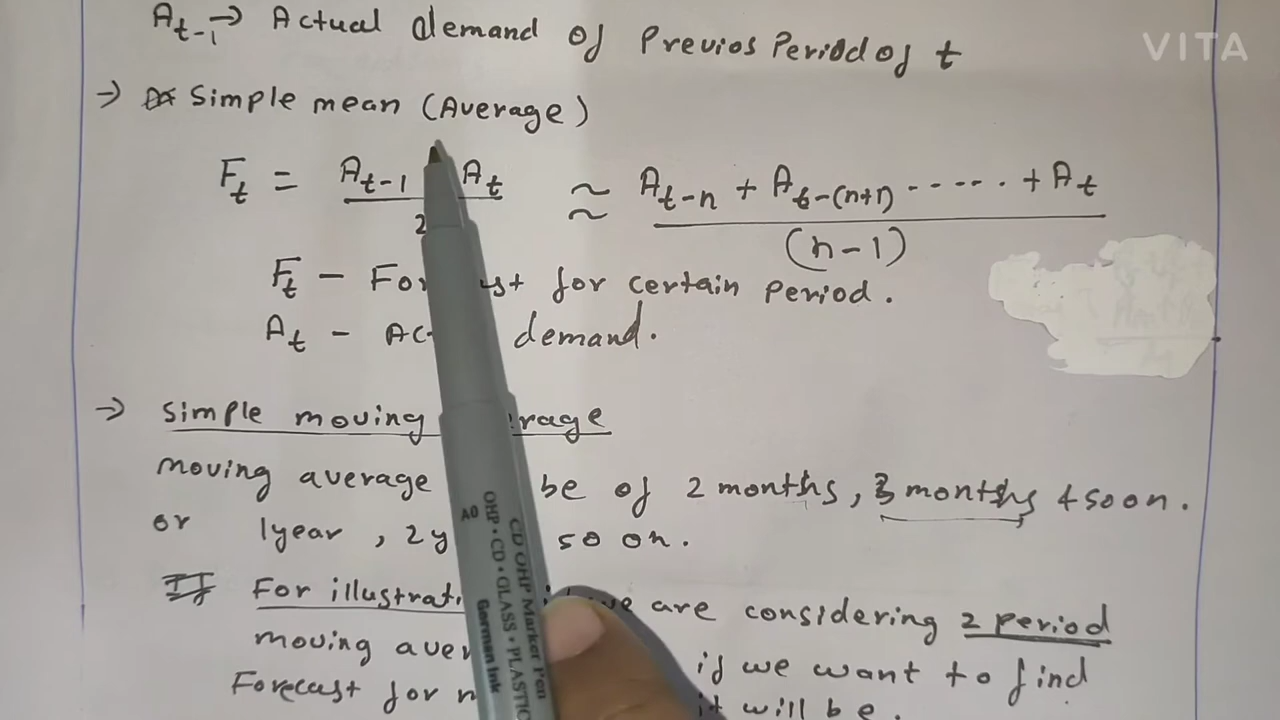 At-1 → Actual demand of Previos Period of t
VITA
→ Simple mean (Average)
Ft = At-1 At / 2 ≈ At-n + At-(n+1) ------ + At / (n-1)
Ft - For st for certain period.
At - Ac demand.
→ Simple moving rage
moving average be of 2 months, 3 months & soon.
or 1year, 2y so on.
For illustrati we are considering 2 period
moving aver if we want to find
Forecast for n it will be.
A0 OHP·CD·GLASS·PLASTIC
CD OHP Marker Pen
German Ink